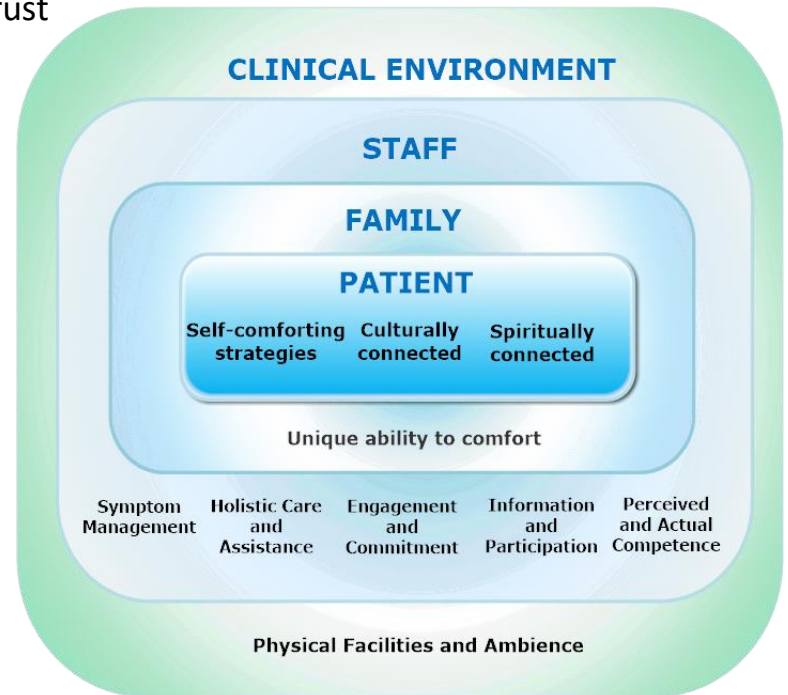 rust
CLINICAL ENVIRONMENT
STAFF
FAMILY
PATIENT
Self-comforting strategies
Culturally connected
Spiritually connected
Unique ability to comfort
Symptom Management
Holistic Care and Assistance
Engagement and Commitment
Information and Participation
Perceived and Actual Competence
Physical Facilities and Ambience